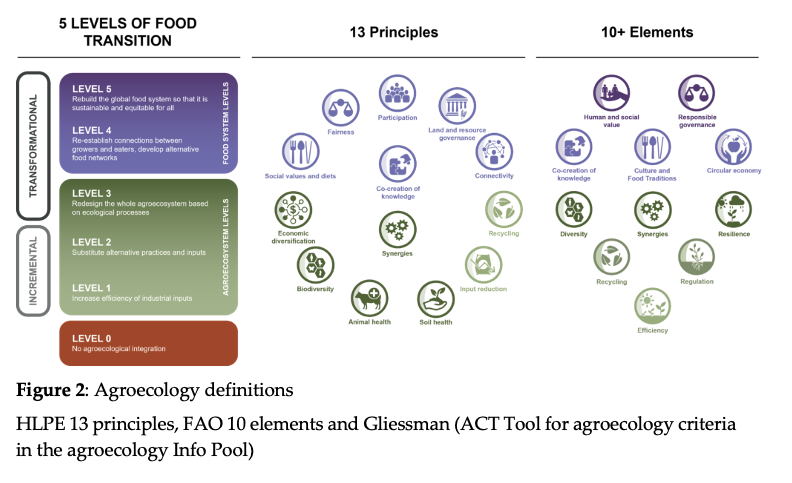 5 LEVELS OF FOOD
TRANSITION
TRANSFORMATIONAL
INCREMENTAL
LEVEL 5
Rebuild the global food system so that it is
sustainable and equitable for all
LEVEL 4
Re-establish connections between
growers and eaters, develop alternative
food networks
FOOD SYSTEM LEVELS
LEVEL 3
Redesign the whole agroecosystem based
on ecological processes
LEVEL 2
Substitute alternative practices and inputs
LEVEL 1
Increase efficiency of industrial inputs
AGROECOSYSTEM LEVELS
LEVEL 0
No agroecological integration
13 Principles
Fairness
Participation
Land and resource
governance
Social values and diets
Co-creation of
knowledge
Connectivity
Economic
diversification
Synergies
Recycling
Biodiversity
Input reduction
Animal health
Soil health
10+ Elements
Human and social
value
Responsible
governance
Co-creation of
knowledge
Culture and
Food Traditions
Circular economy
Diversity
Synergies
Resilience
Recycling
Regulation
Efficiency
Figure 2: Agroecology definitions
HLPE 13 principles, FAO 10 elements and Gliessman (ACT Tool for agroecology criteria
in the agroecology Info Pool)